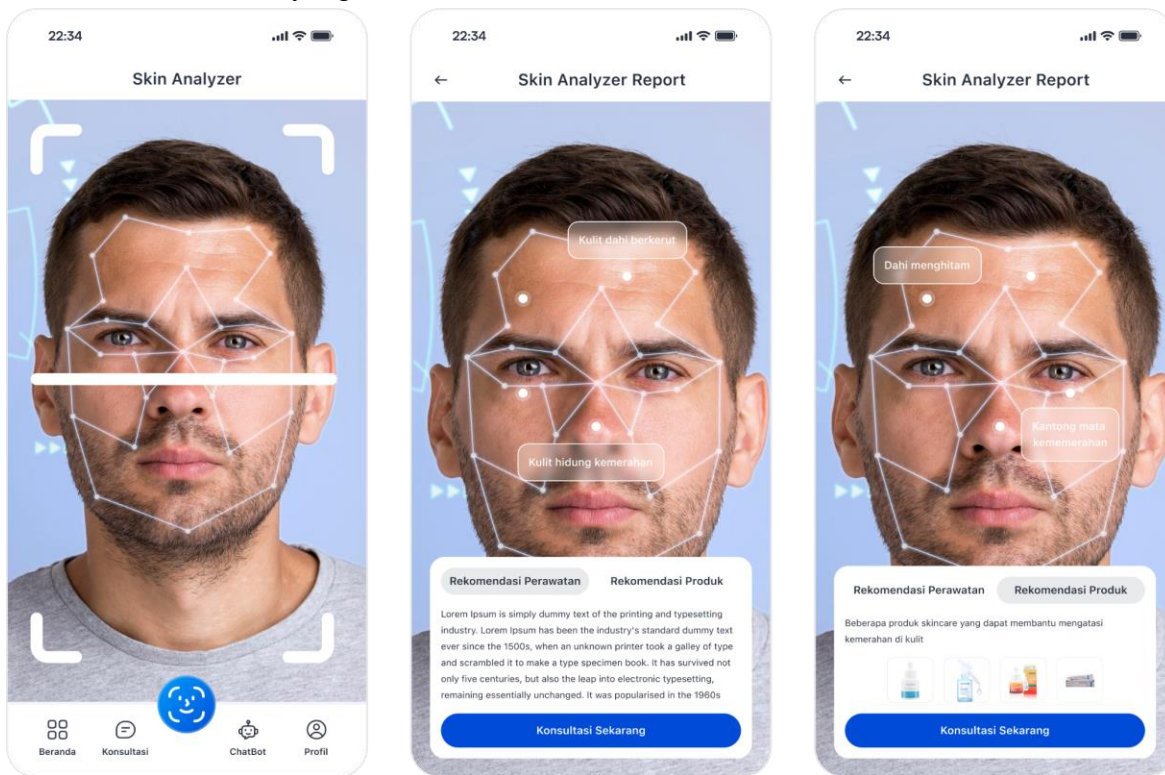 22:34
Skin Analyzer
Beranda
Konsultasi
ChatBot
Profil
22:34
Skin Analyzer Report
Kulit dahi berkerut
Kulit hidung kemerahan
Rekomendasi Perawatan
Rekomendasi Produk
Lorem Ipsum is simply dummy text of the printing and typesetting
industry. Lorem Ipsum has been the industry's standard dummy text
ever since the 1500s, when an unknown printer took a galley of type
and scrambled it to make a type specimen book. It has survived not
only five centuries, but also the leap into electronic typesetting,
remaining essentially unchanged. It was popularised in the 1960s
Konsultasi Sekarang
22:34
Skin Analyzer Report
Dahi menghitam
Kantong mata
kememerahan
Rekomendasi Perawatan
Rekomendasi Produk
Beberapa produk skincare yang dapat membantu mengatasi
kemerahan di kulit
Konsultasi Sekarang